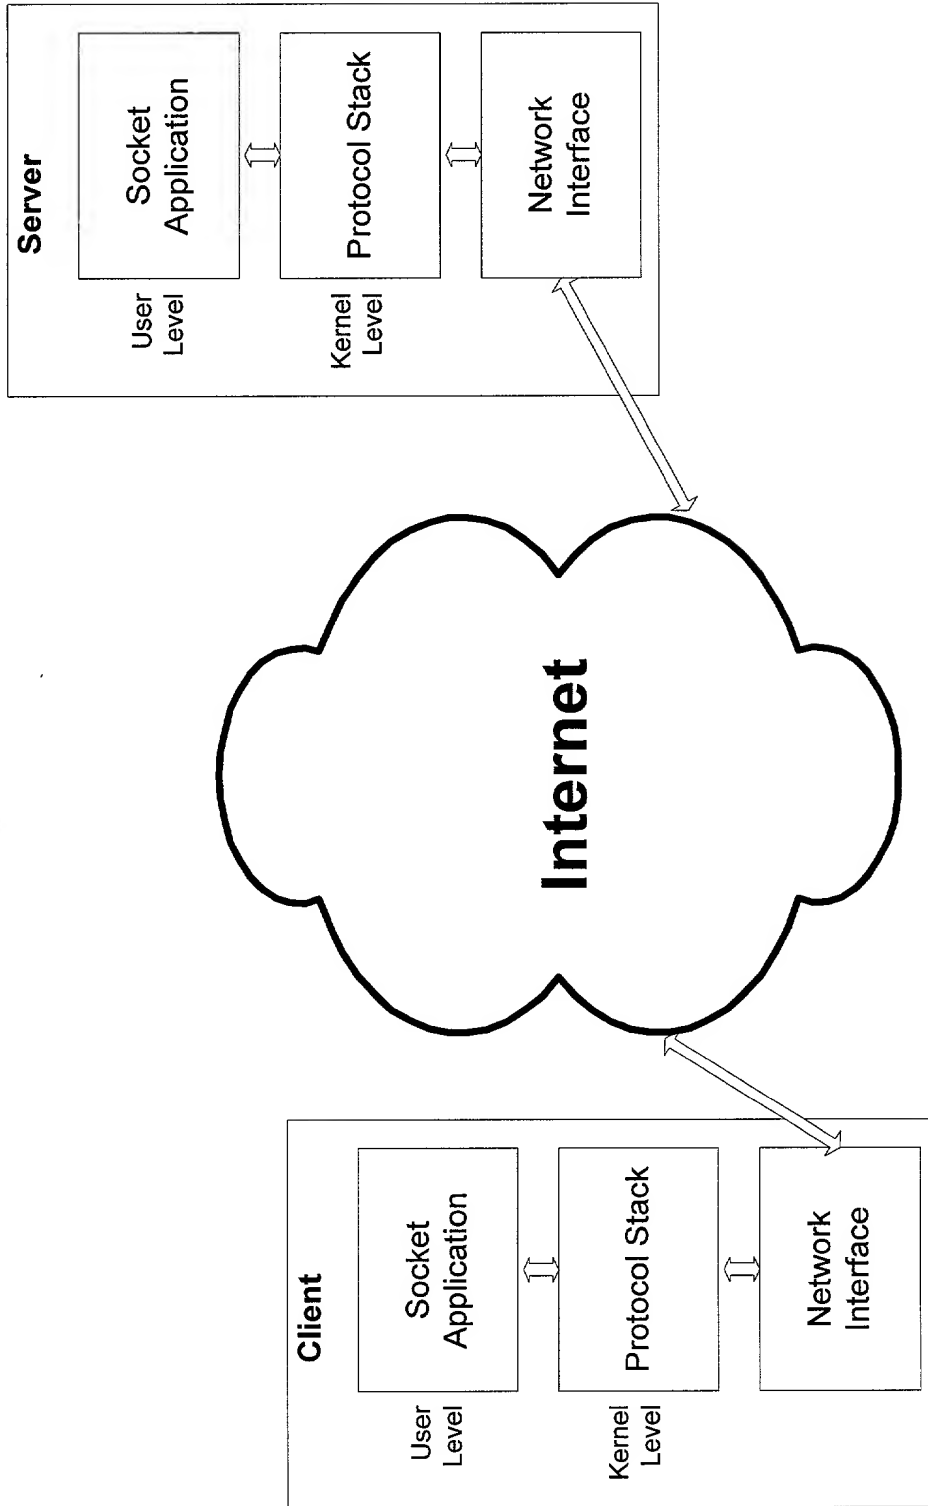 Client
User
Level
Socket
Application
Kernel
Level
Protocol Stack
Network
Interface
Internet
Server
User
Level
Socket
Application
Kernel
Level
Protocol Stack
Network
Interface